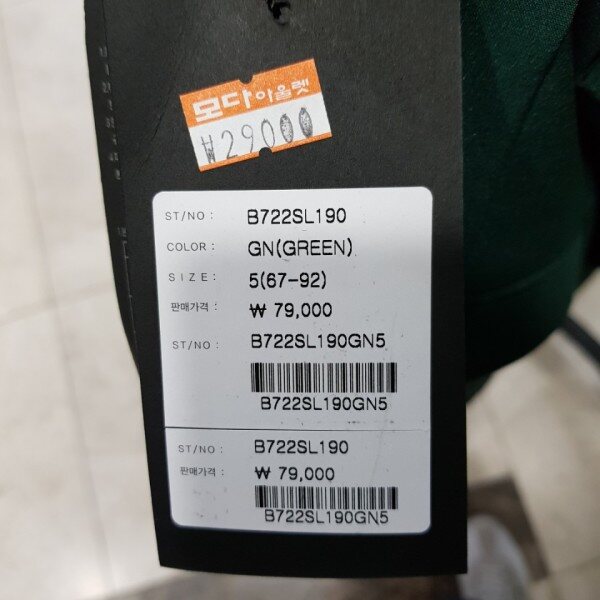 모다아울렛
₩29000
ST/NO : B722SL190
COLOR : GN(GREEN)
SIZE : 5(67-92)
판매가격 : ₩ 79,000
ST/NO : B722SL190GN5
B722SL190GN5
ST/NO : B722SL190
판매가격 : ₩ 79,000
B722SL190GN5